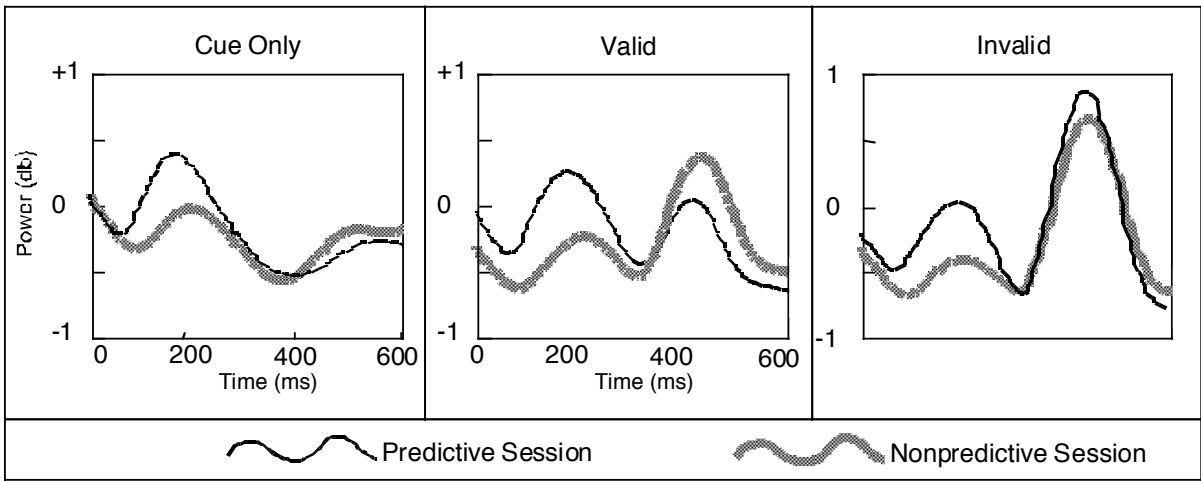 Cue Only
Valid
Invalid
+1
0
-1
Power (db)
0 200 400 600
Time (ms)
+1
0
-1
0 200 400 600
Time (ms)
1
0
-1
Predictive Session
Nonpredictive Session